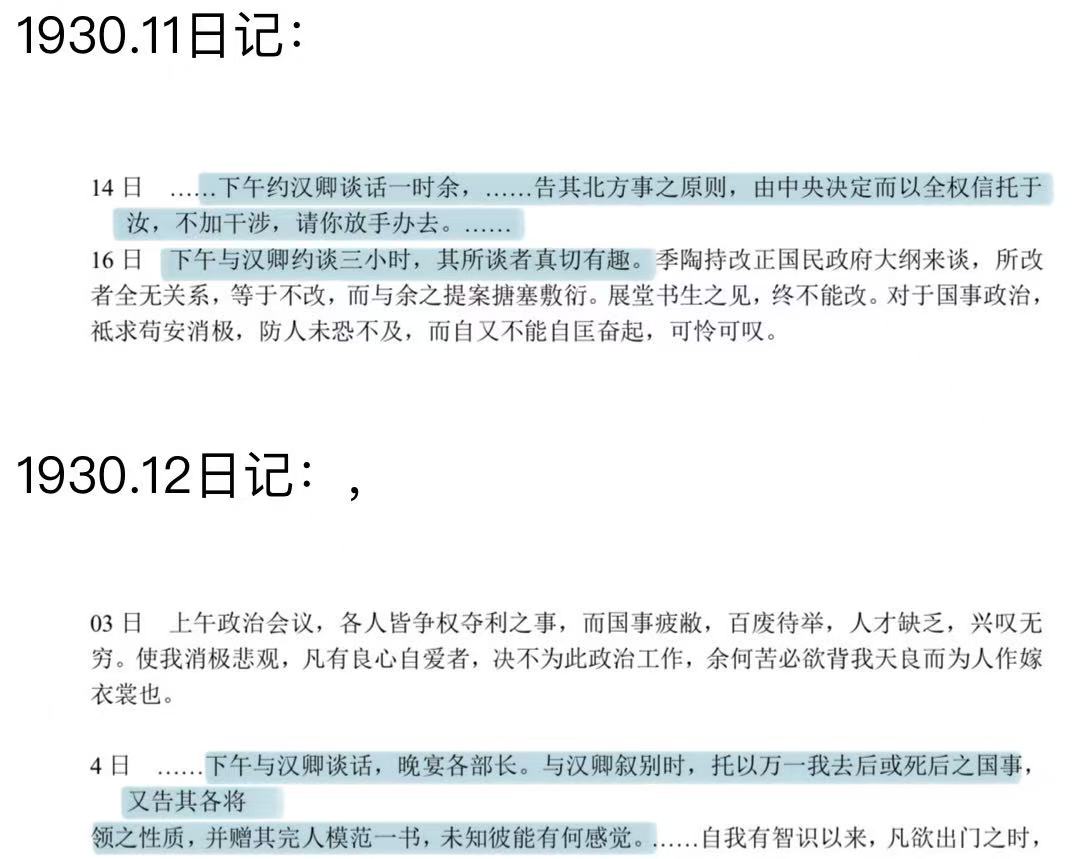 1930.11日记：
14 日　……下午约汉卿谈话一时余，……告其北方事之原则，由中央决定而以全权信托于
汝，不加干涉，请你放手办去。……
16 日　下午与汉卿约谈三小时，其所谈者真切有趣。季陶持改正国民政府大纲来谈，所改
者全无关系，等于不改，而与余之提案搪塞敷衍。展堂书生之见，终不能改。对于国事政治，
祗求苟安消极，防人未恐不及，而自又不能自匡奋起，可怜可叹。
1930.12日记：,
03 日　上午政治会议，各人皆争权夺利之事，而国事疲敝，百废待举，人才缺乏，兴叹无
穷。使我消极悲观，凡有良心自爱者，决不为此政治工作，余何苦必欲背我天良而为人作嫁
衣裳也。
4 日　……下午与汉卿谈话，晚宴各部长。与汉卿叙别时，托以万一我去后或死后之国事，
又告其各将
领之性质，并赠其完人模范一书，未知彼能有何感觉。……自我有智识以来，凡欲出门之时，